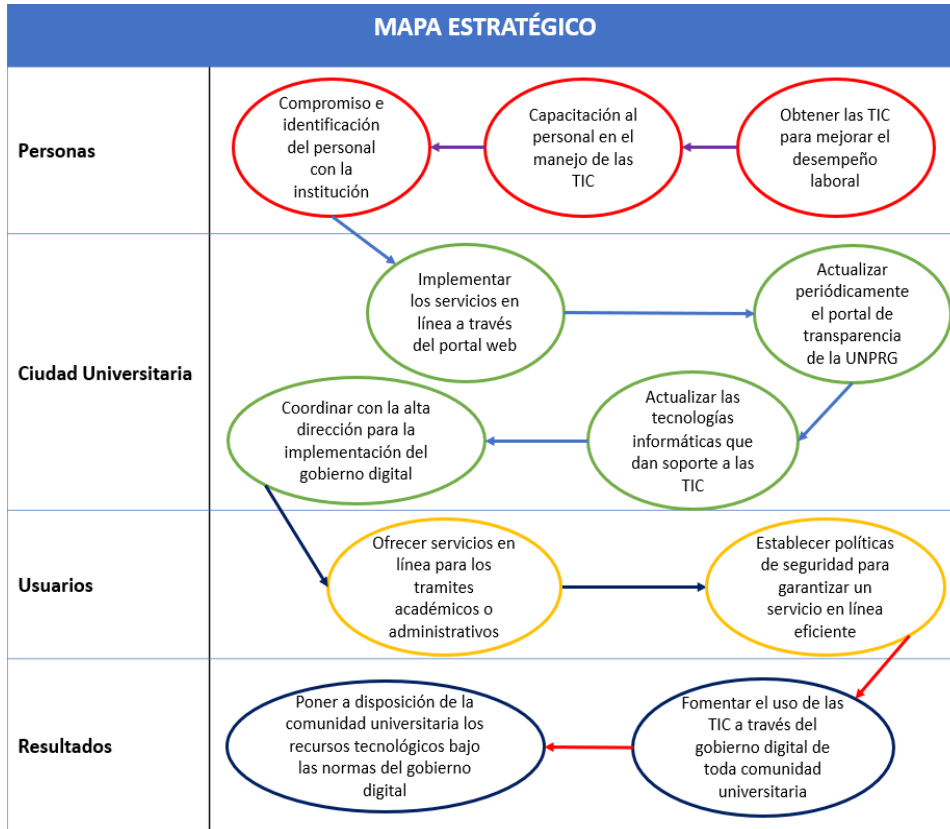 MAPA ESTRATÉGICO
Personas
Compromiso e
identificación
del personal
con la
institución
Capacitación al
personal en el
manejo de las
TIC
Obtener las TIC
para mejorar el
desempeño
laboral
Ciudad Universitaria
Implementar
los servicios en
línea a través
del portal web
Actualizar
periódicamente
el portal de
transparencia
de la UNPRG
Coordinar con la alta
dirección para la
implementación del
gobierno digital
Actualizar las
tecnologías
informáticas que
dan soporte a las
TIC
Usuarios
Ofrecer servicios en
línea para los
tramites
académicos o
administrativos
Establecer políticas
de seguridad para
garantizar un
servicio en línea
eficiente
Resultados
Poner a disposición de la
comunidad universitaria los
recursos tecnológicos bajo
las normas del gobierno
digital
Fomentar el uso de las
TIC a través del
gobierno digital de
toda comunidad
universitaria